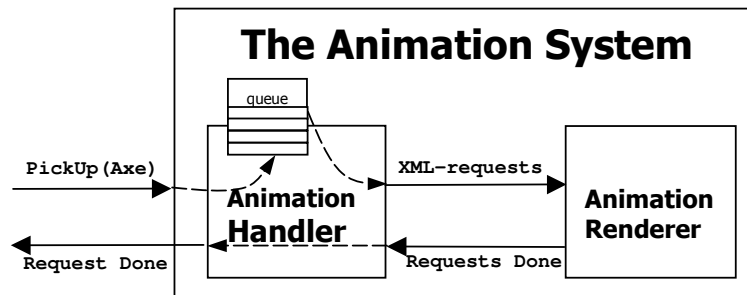 The Animation System
queue
PickUp(Axe)
XML-requests
Animation
Handler
Animation
Renderer
Request Done
Requests Done